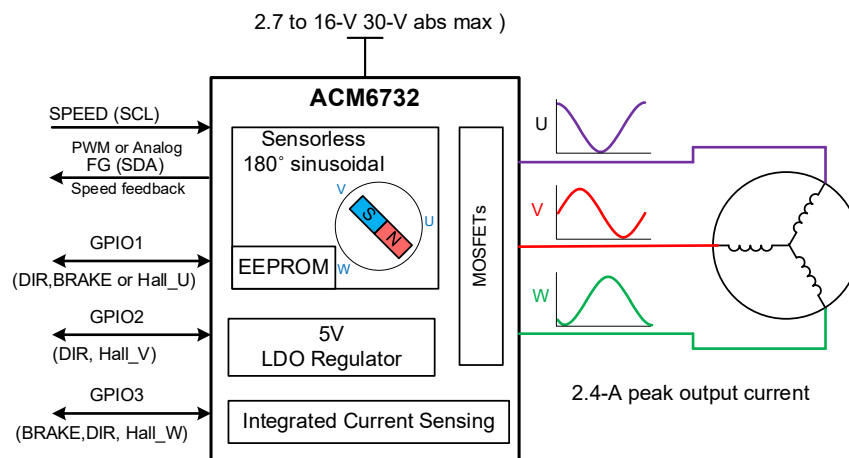 2.7 to 16-V 30-V abs max )
ACM6732
SPEED (SCL)
PWM or Analog
FG (SDA)
Speed feedback
GPIO1
(DIR,BRAKE or Hall_U)
GPIO2
(DIR, Hall_V)
GPIO3
(BRAKE,DIR, Hall_W)
Sensorless
180° sinusoidal
V
U
W
S
N
EEPROM
5V
LDO Regulator
Integrated Current Sensing
MOSFETs
U
V
W
2.4-A peak output current